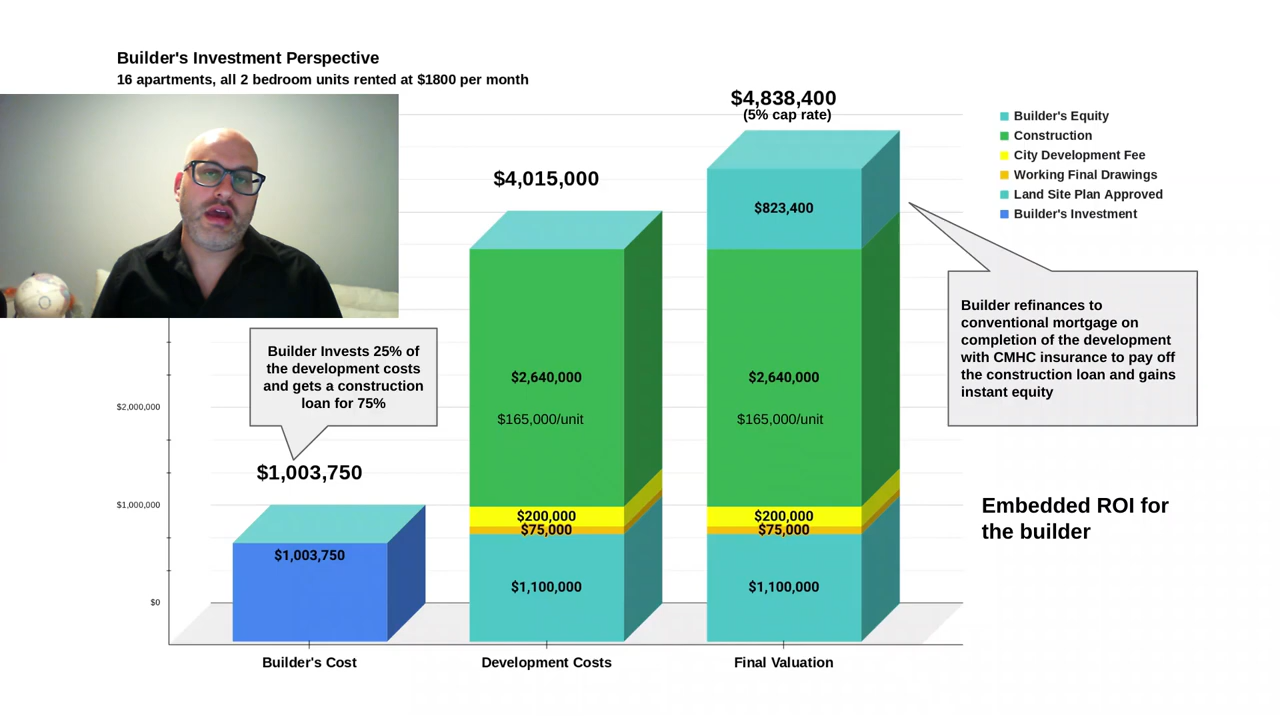 Builder's Investment Perspective
16 apartments, all 2 bedroom units rented at $1800 per month
$4,838,400
(5% cap rate)
$4,015,000
Builder's Equity
Construction
City Development Fee
Working Final Drawings
Land Site Plan Approved
Builder's Investment
$823,400
Builder refinances to
conventional mortgage on
completion of the development
with CMHC insurance to pay off
the construction loan and gains
instant equity
Builder Invests 25% of
the development costs
and gets a construction
loan for 75%
$2,640,000
$2,640,000
$165,000/unit
$165,000/unit
$2,000,000
$1,003,750
$1,000,000
Embedded ROI for
the builder
$200,000
$200,000
$75,000
$75,000
$1,003,750
$1,100,000
$1,100,000
$0
Builder's Cost
Development Costs
Final Valuation